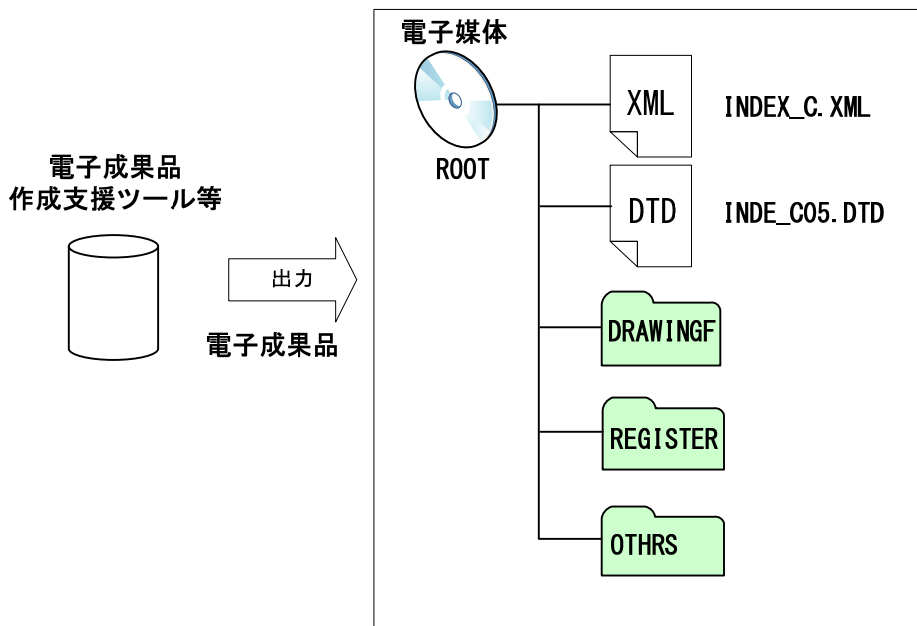 電子媒体
ROOT
XML
INDEX_C.XML
DTD
INDE_C05.DTD
電子成果品
作成支援ツール等
出力
電子成果品
DRAWINGF
REGISTER
OTHRS